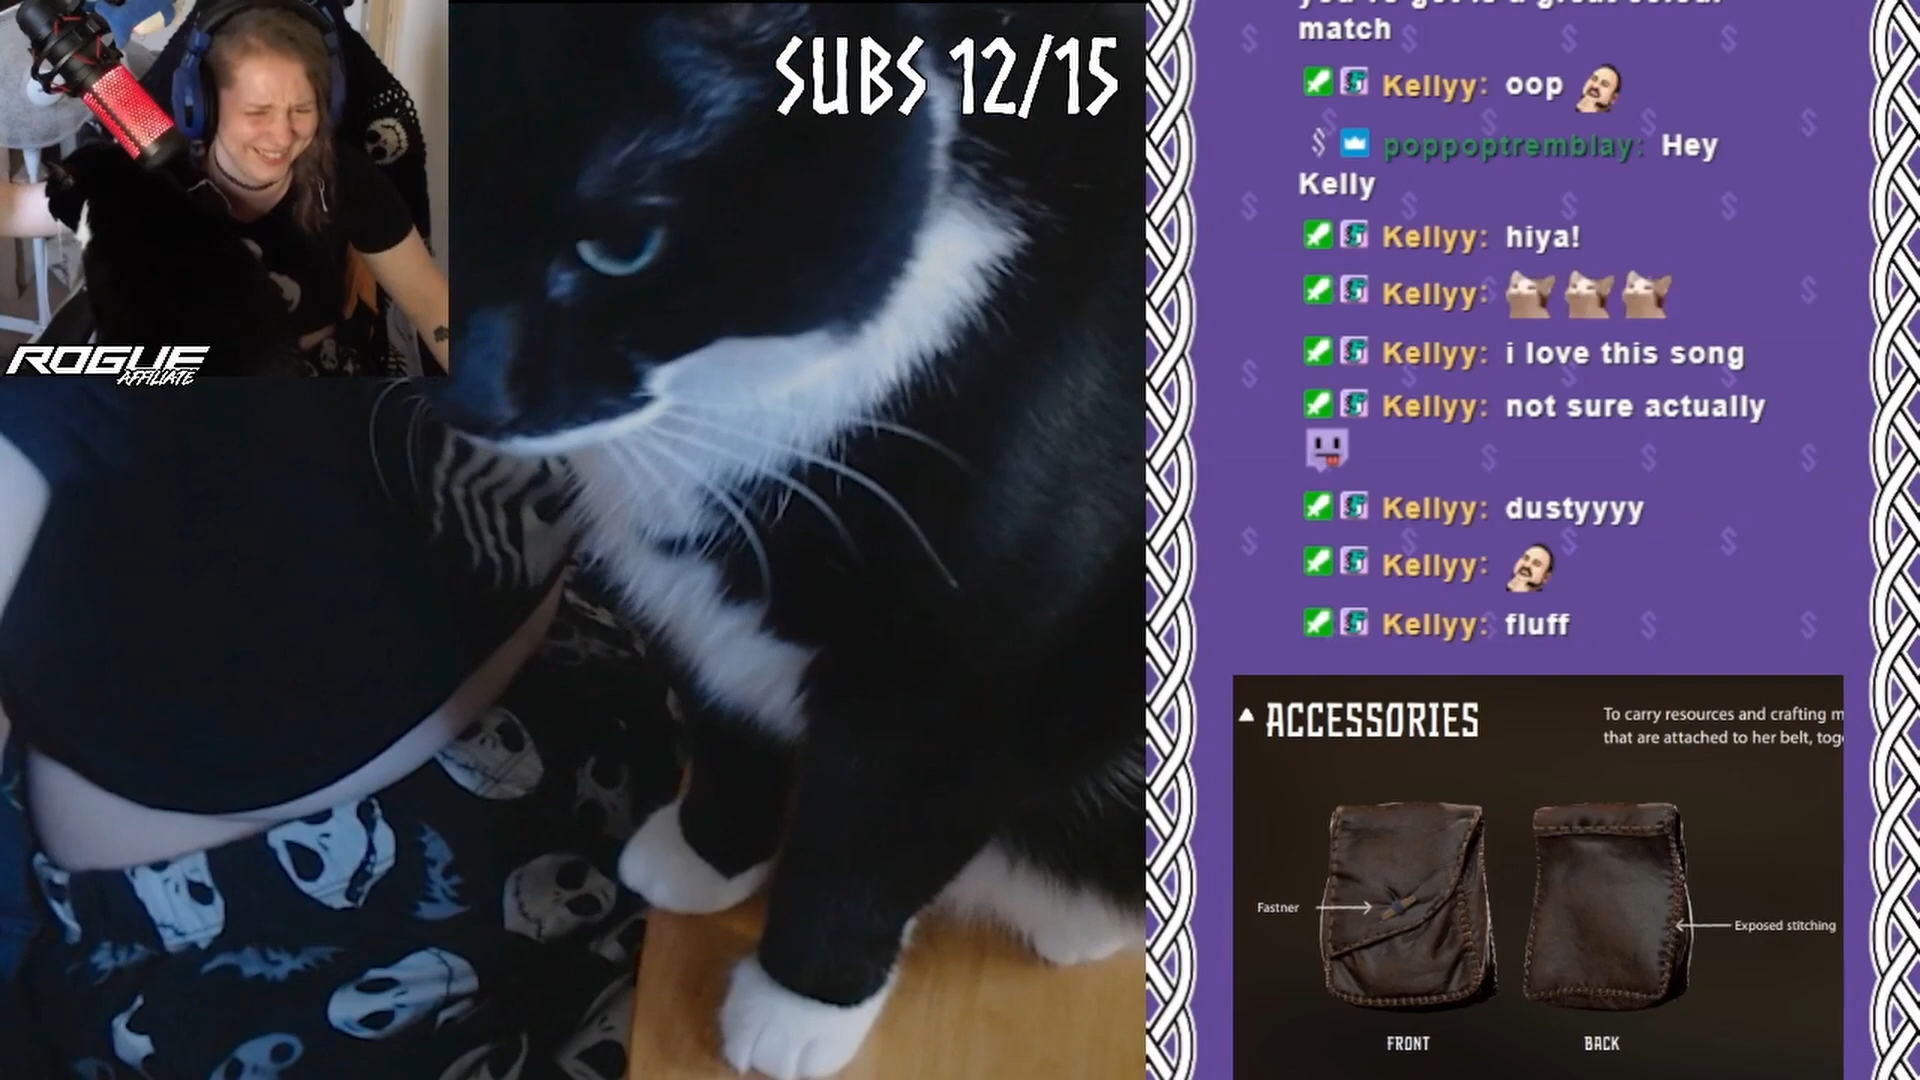 SUBS 12/15
ROGUE
AFFILIATE
match
Kellyy: oop
poppoptremblay: Hey
Kelly
Kellyy: hiya!
Kellyy:
Kellyy: i love this song
Kellyy: not sure actually
Kellyy: dustyyyy
Kellyy:
Kellyy: fluff
ACCESSORIES
To carry resources and crafting m
that are attached to her belt, tog
Fastner
Exposed stitching
FRONT
BACK